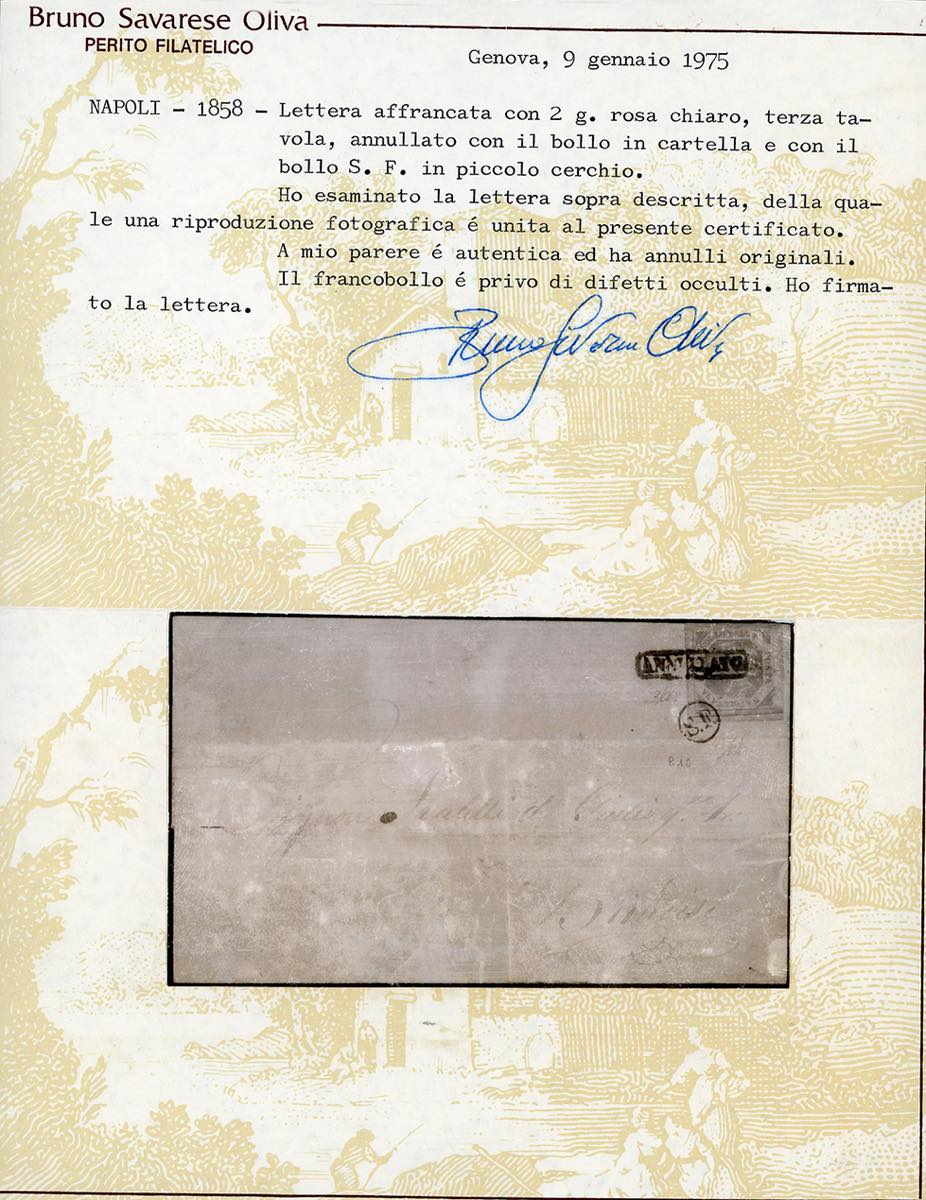 Bruno Savarese Oliva
PERITO FILATELICO
Genova, 9 gennaio 1975
NAPOLI - 1858 - Lettera affrancata con 2 g. rosa chiaro, terza ta-
vola, annullato con il bollo in cartella e con il
bollo S. F. in piccolo cerchio.
Ho esaminato la lettera sopra descritta, della qua-
le una riproduzione fotografica é unita al presente certificato.
A mio parere é autentica ed ha annulli originali.
Il francobollo é privo di difetti occulti. Ho firma-
to la lettera.
Bruno Savarese Oliva
ANNULLATO
S.F.